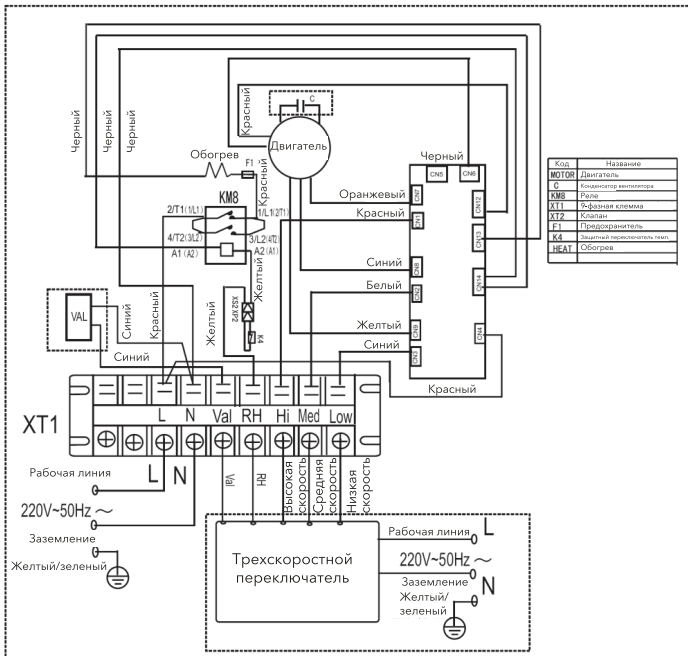 Черный
Черный
Черный
Красный
C
Двигатель
Обогрев
F1
Красный
KM8
2/T1(1/L1)
1/L1(2/T1)
4/T2(3/L2)
3/L2(4/T2)
A1(A2)
A2(A1)
Желтый
Оранжевый
Красный
Синий
Белый
Желтый
Синий
Красный
Черный
CN5
CN6
CN7
CN12
CN1
CN13
CN8
CN14
CN2
CN9
CN4
CN3
Код Название
MOTOR Двигатель
C Конденсатор вентилятора
KM8 Реле
XT1 9-фазная клемма
XT2 Клапан
F1 Предохранитель
K4 Защитный переключатель темп.
HEAT Обогрев
VAL
Синий
Красный
Желтый
XS2 XP2
K4
Синий
XT1
L N Val RH Hi Med Low
Рабочая линия
L N
220V~50Hz ~
Заземление
Желтый/зеленый
Val
RH
Высокая скорость
Средняя скорость
Низкая скорость
Трехскоростной
переключатель
Рабочая линия L
220V~50Hz ~
Заземление N
Желтый/
зеленый